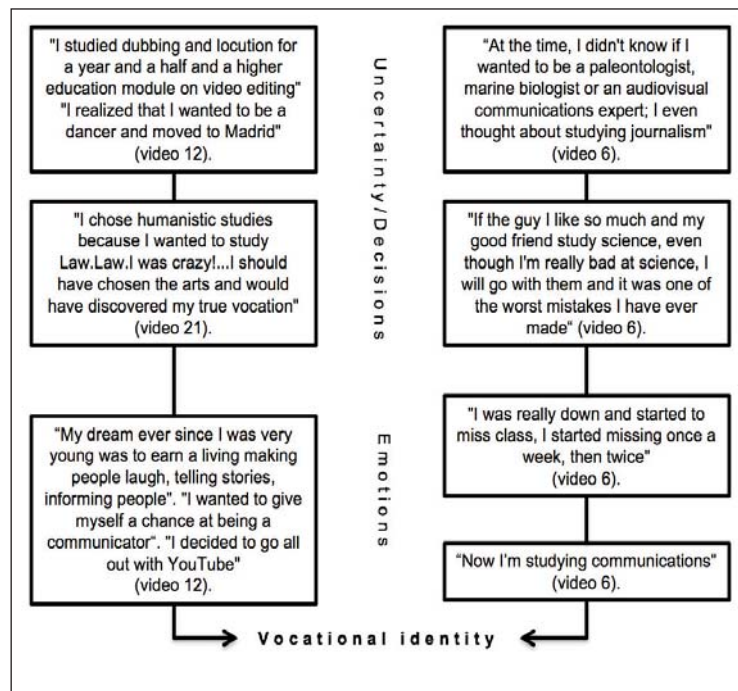 "I studied dubbing and locution for
a year and a half and a higher
education module on video editing"
"I realized that I wanted to be a
dancer and moved to Madrid"
(video 12).
"I chose humanistic studies
because I wanted to study
Law.Law.I was crazy!...I should
have chosen the arts and would
have discovered my true vocation"
(video 21).
“My dream ever since I was very
young was to earn a living making
people laugh, telling stories,
informing people”. "I wanted to give
myself a chance at being a
communicator“. "I decided to go all
out with YouTube"
(video 12).
Uncertainty/Decisions
Emotions
“At the time, I didn't know if I
wanted to be a paleontologist,
marine biologist or an audiovisual
communications expert; I even
thought about studying journalism”
(video 6).
"If the guy I like so much and my
good friend study science, even
though I'm really bad at science, I
will go with them and it was one of
the worst mistakes I have ever
made“ (video 6).
"I was really down and started to
miss class, I started missing once a
week, then twice”
(video 6).
“Now I'm studying communications"
(video 6).
Vocational identity